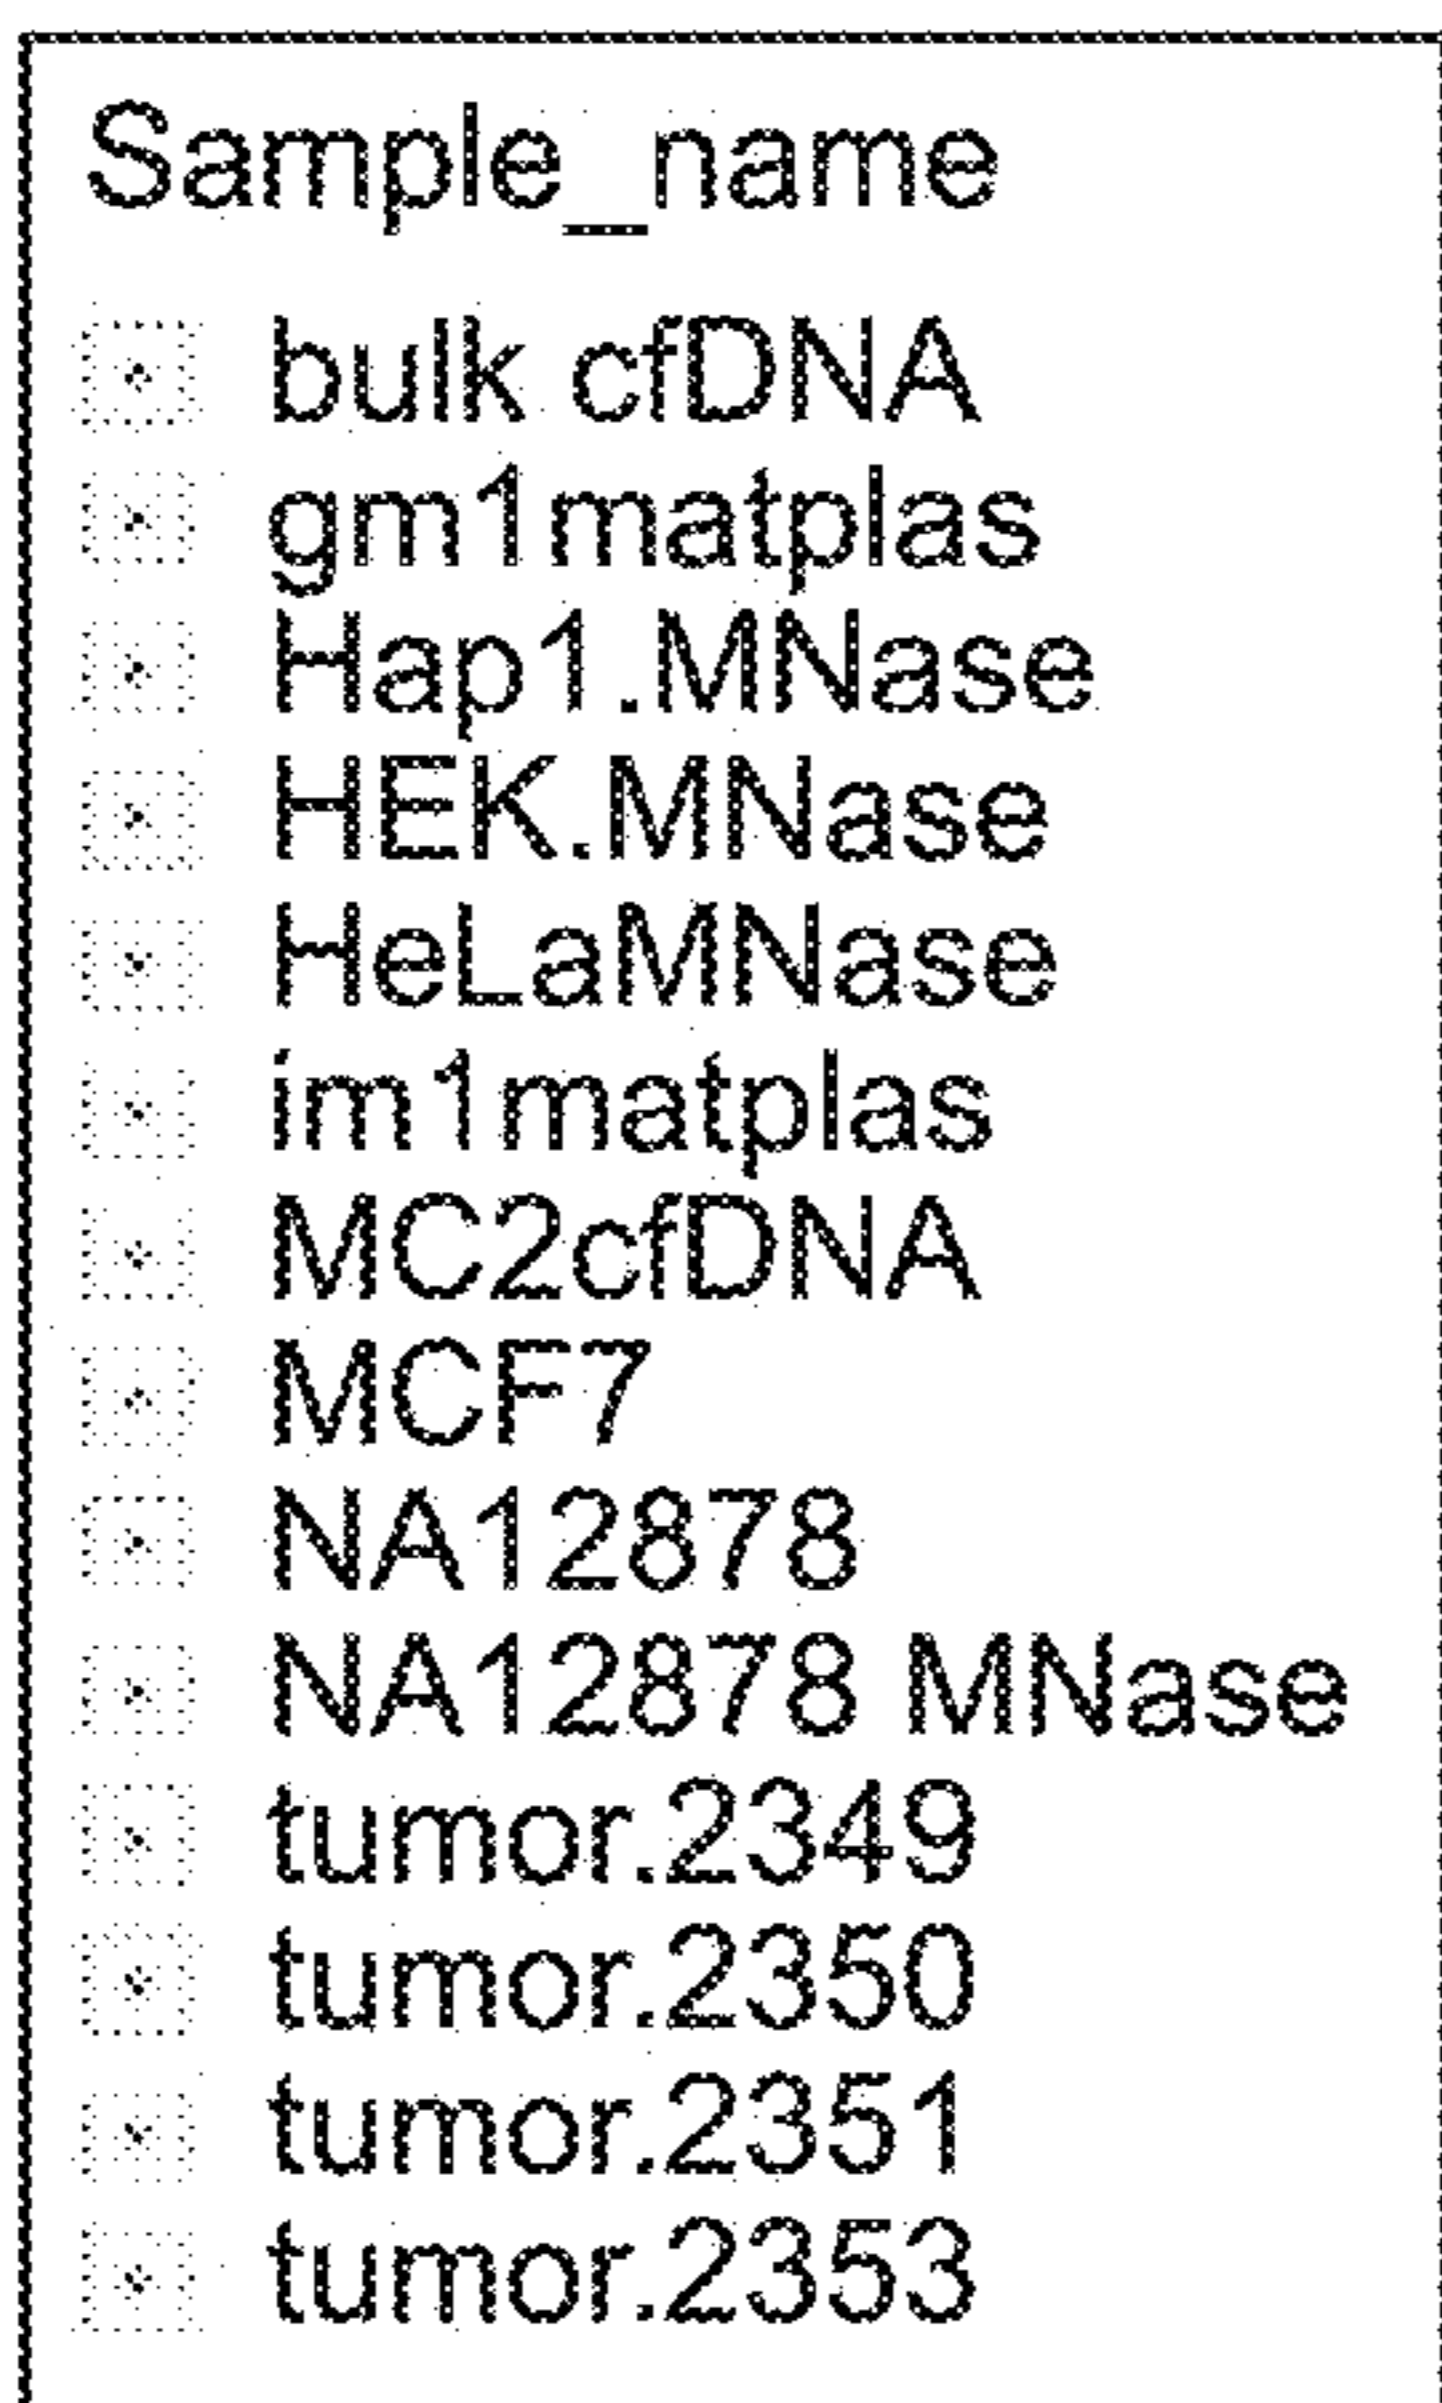 Sample_name
bulk cfDNA
gm1matplas
Hap1.MNase
HEK.MNase
HeLaMNase
im1matplas
MC2cfDNA
MCF7
NA12878
NA12878 MNase
tumor.2349
tumor.2350
tumor.2351
tumor.2353